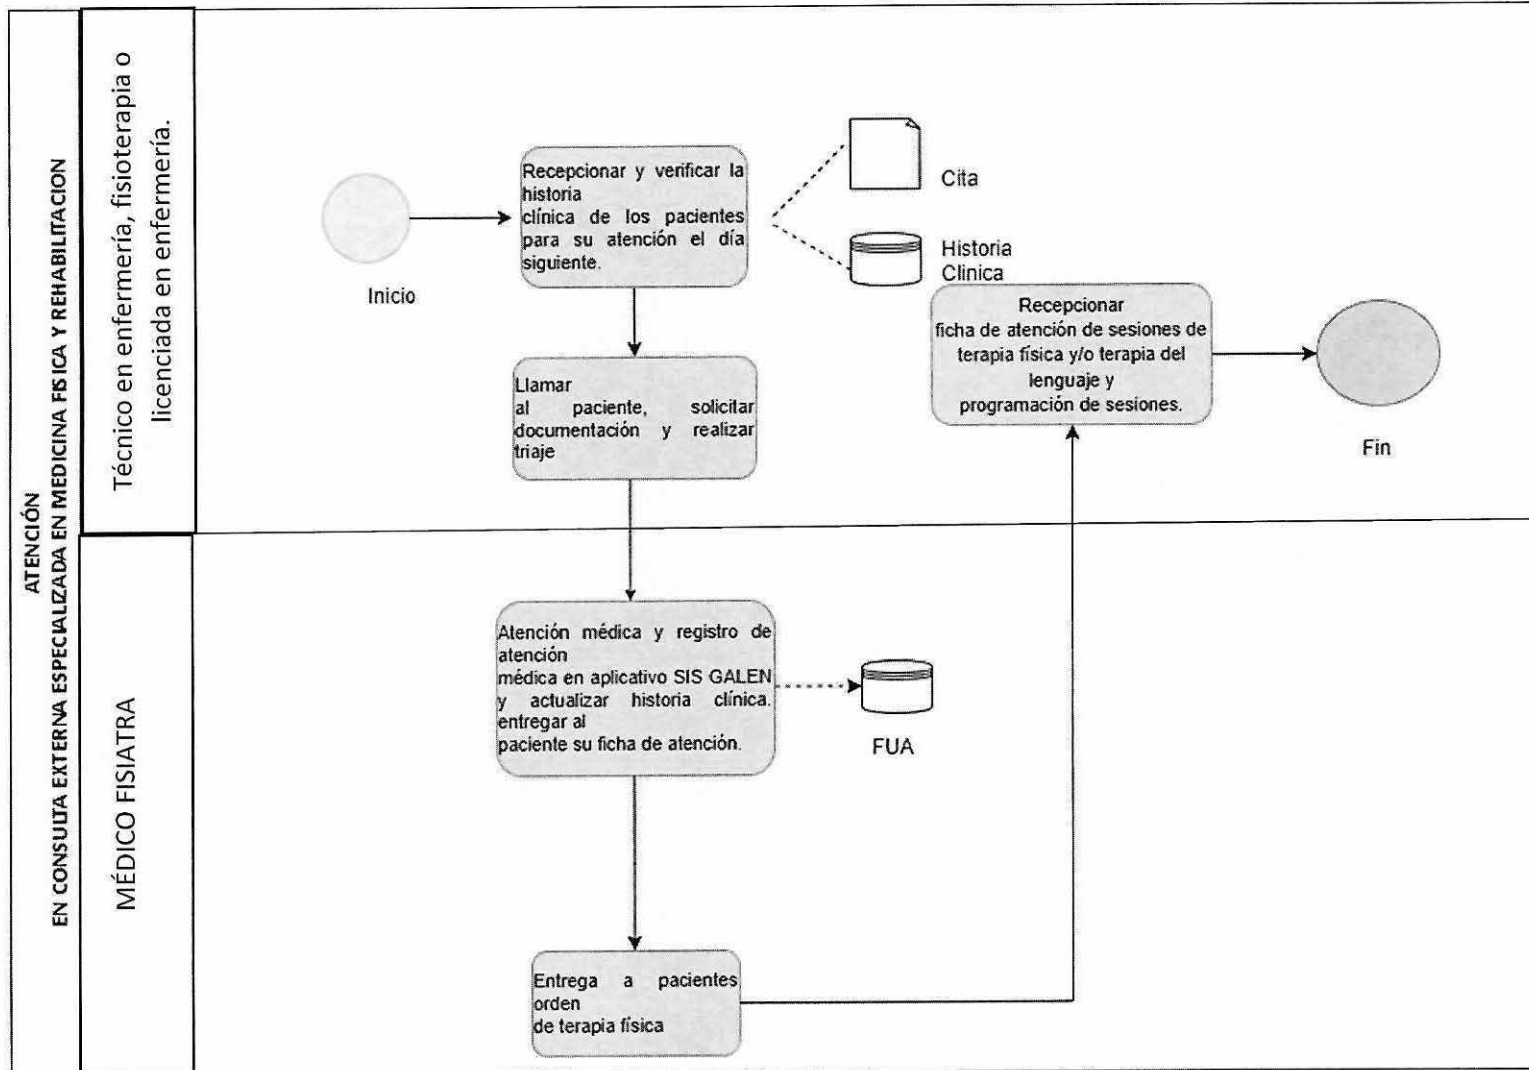 ATENCIÓN
EN CONSULTA EXTERNA ESPECIALIZADA EN MEDICINA FISICA Y REHABILITACION
Técnico en enfermería, fisioterapia o
licenciada en enfermería.
Inicio
Recepcionar y verificar la
historia
clínica de los pacientes
para su atención el día
siguiente.
Cita
Historia
Clinica
Llamar
al paciente, solicitar
documentación y realizar
triaje
Recepcionar
ficha de atención de sesiones de
terapia física y/o terapia del
lenguaje y
programación de sesiones.
Fin
MÉDICO FISIATRA
Atención médica y registro de
atención
médica en aplicativo SIS GALEN
y actualizar historia clínica.
entregar al
paciente su ficha de atención.
FUA
Entrega a pacientes
orden
de terapia física